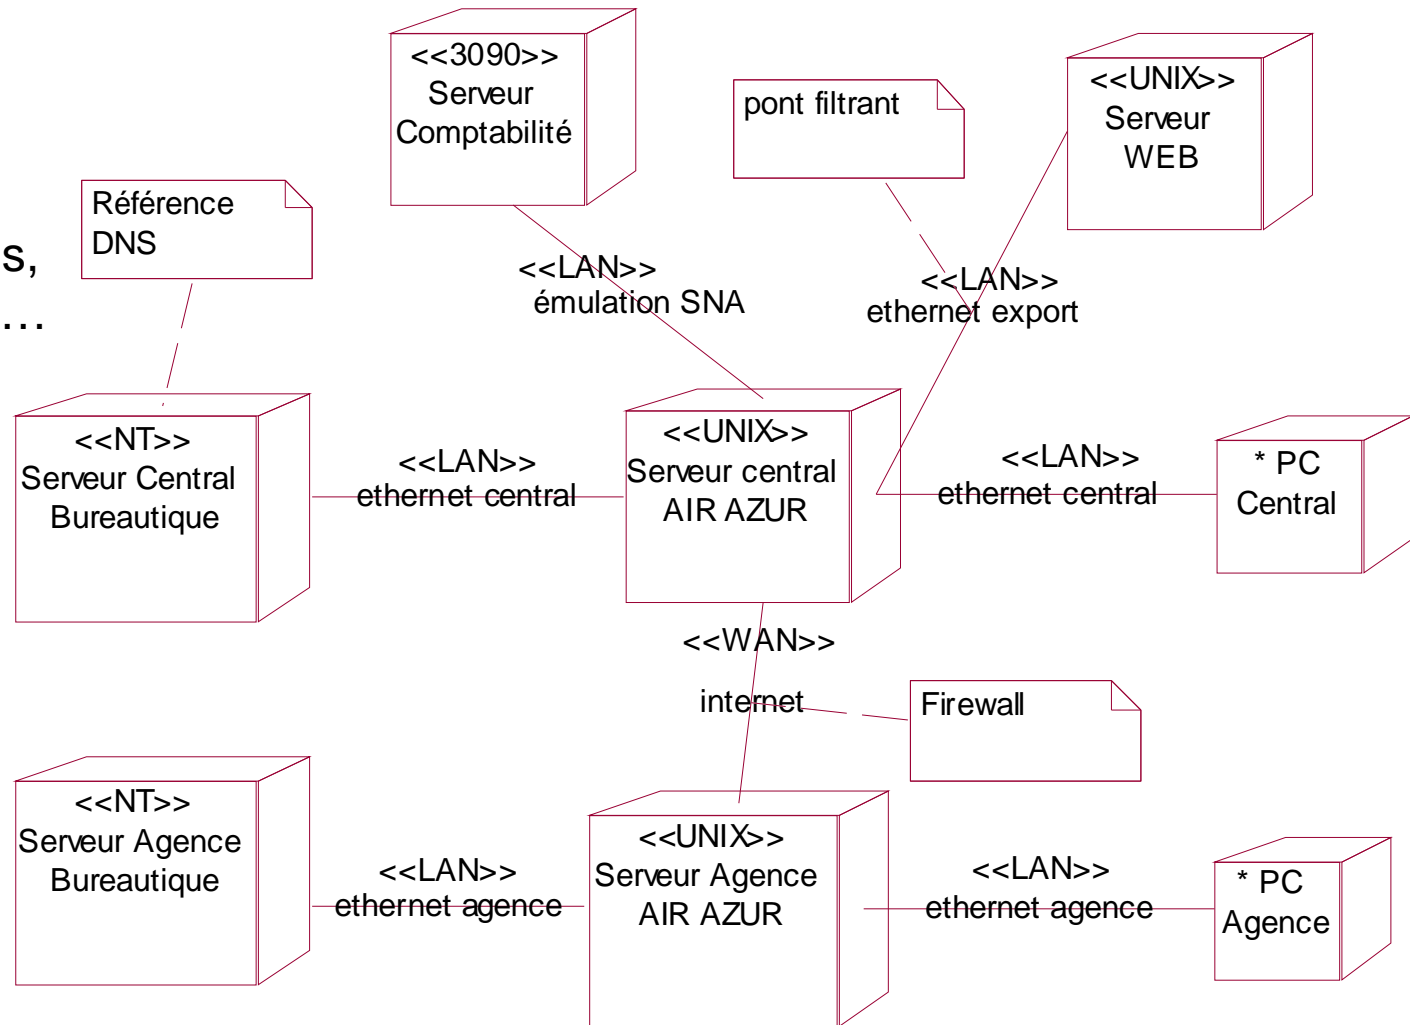 <<3090>>
Serveur
Comptabilité
pont filtrant
<<UNIX>>
Serveur
WEB
Référence
DNS
s,
...
<<LAN>>
émulation SNA
<<LAN>>
ethernet export
<<NT>>
Serveur Central
Bureautique
<<LAN>>
ethernet central
<<UNIX>>
Serveur central
AIR AZUR
<<LAN>>
ethernet central
* PC
Central
<<WAN>>
internet
Firewall
<<NT>>
Serveur Agence
Bureautique
<<LAN>>
ethernet agence
<<UNIX>>
Serveur Agence
AIR AZUR
<<LAN>>
ethernet agence
* PC
Agence